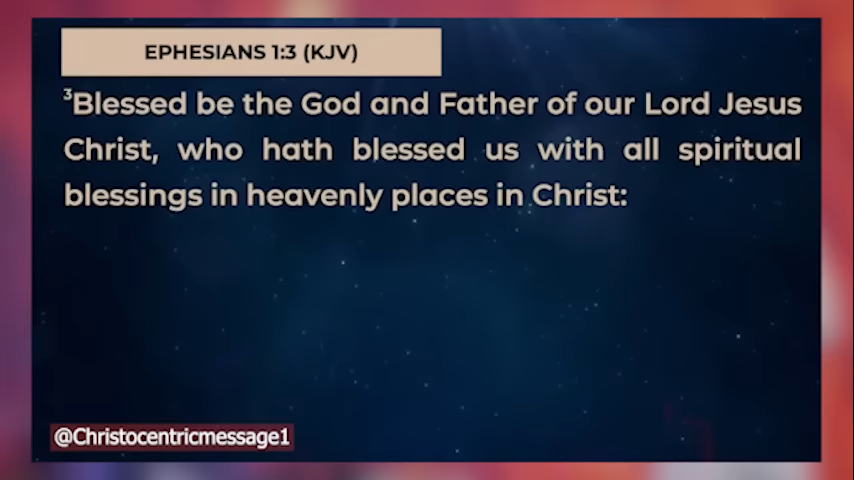 EPHESIANS 1:3 (KJV)
³Blessed be the God and Father of our Lord Jesus
Christ, who hath blessed us with all spiritual
blessings in heavenly places in Christ:
@Christocentricmessage1